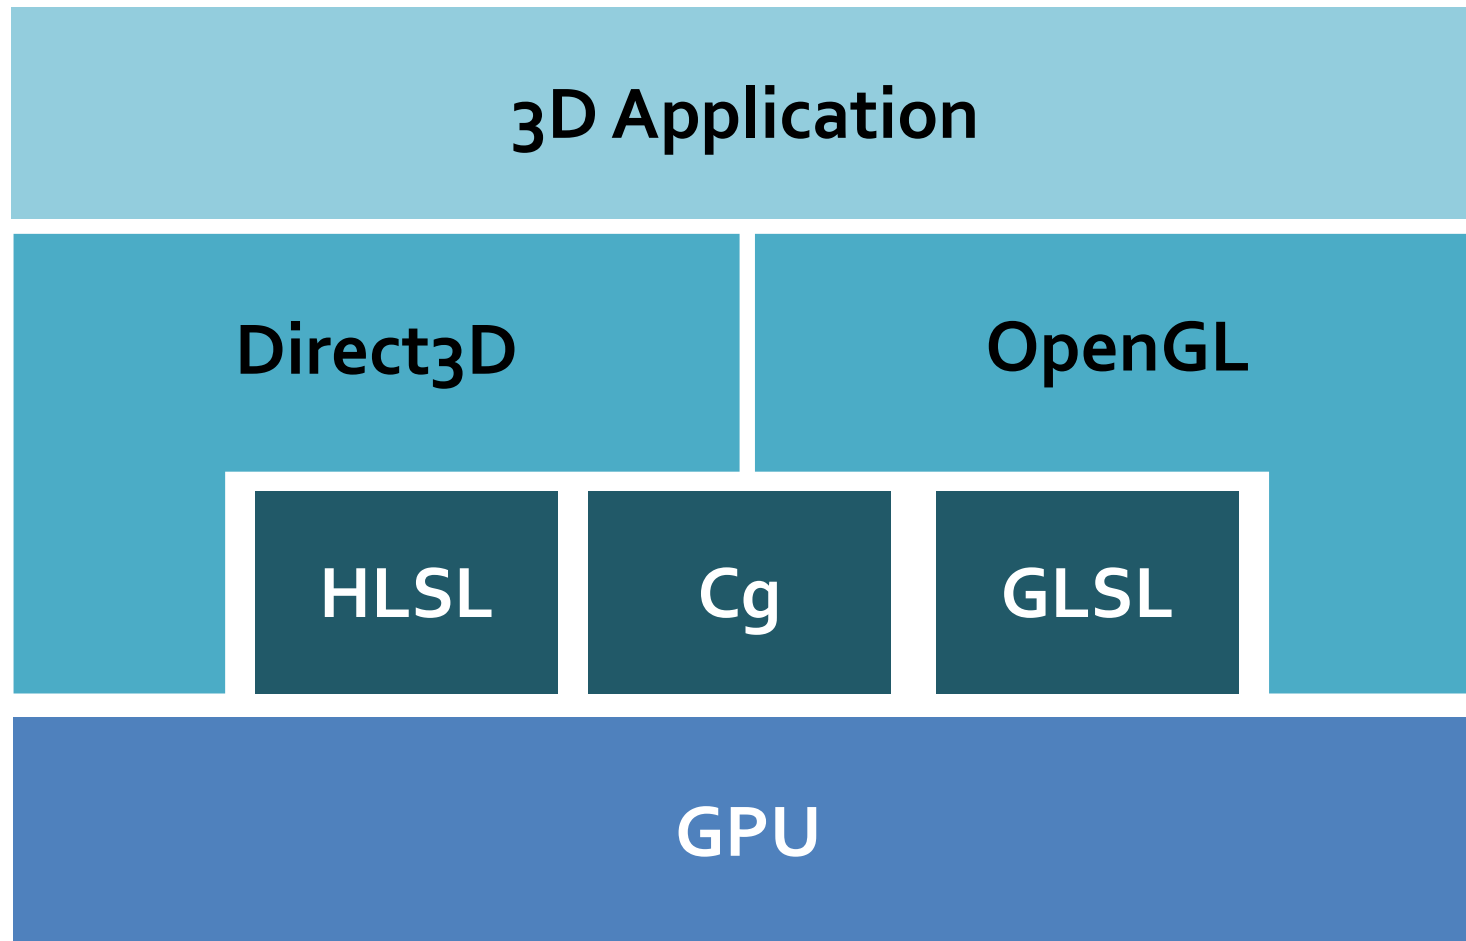 3D Application
Direct3D
OpenGL
HLSL
Cg
GLSL
GPU